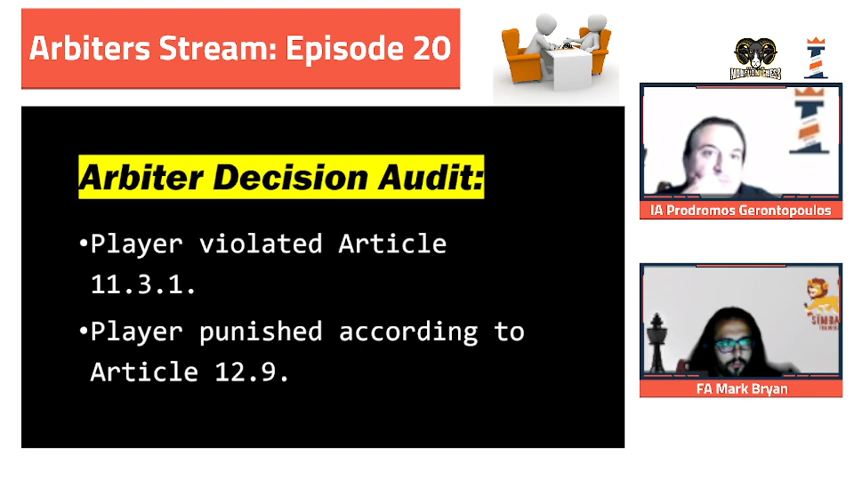 Arbiters Stream: Episode 20
Arbiter Decision Audit:
•Player violated Article
11.3.1.
•Player punished according to
Article 12.9.
IA Prodromos Gerontopoulos
FA Mark Bryan